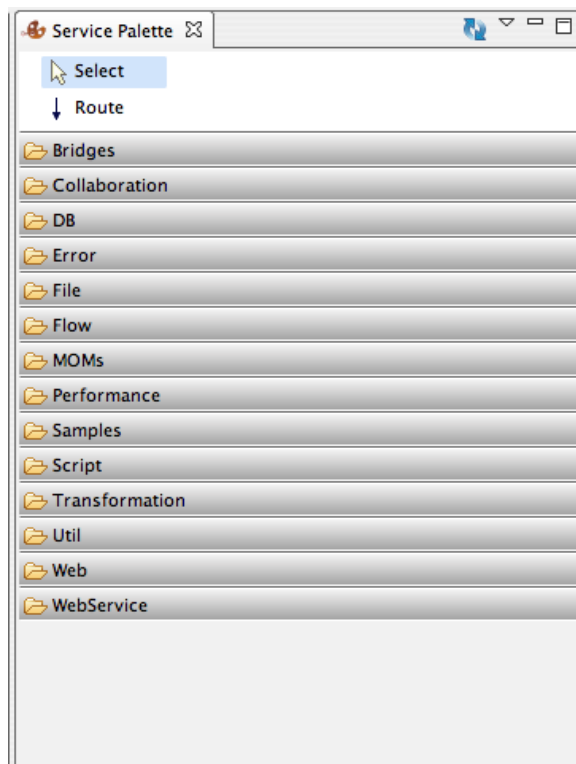 Service Palette
Select
Route
Bridges
Collaboration
DB
Error
File
Flow
MOMs
Performance
Samples
Script
Transformation
Util
Web
WebService